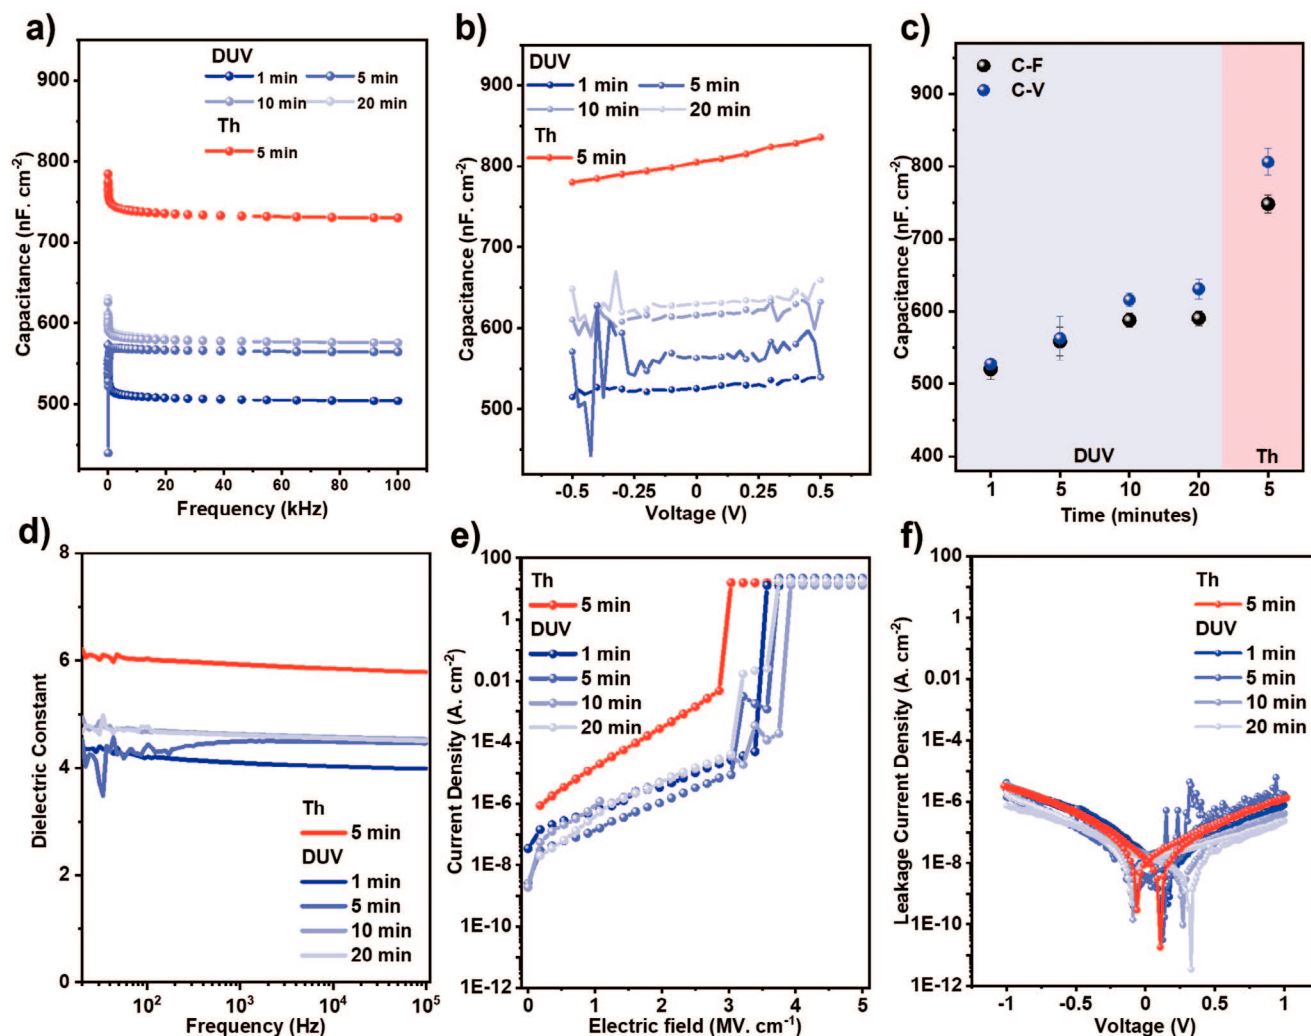 a)
DUV
1 min 5 min
10 min 20 min
Th
5 min
900
800
700
600
500
Capacitance (nF. cm-2)
0 20 40 60 80 100
Frequency (kHz)
b)
DUV
1 min 5 min
10 min 20 min
Th
5 min
900
800
700
600
500
Capacitance (nF. cm-2)
-0.5 -0.25 0 0.25 0.5
Voltage (V)
c)
C-F
C-V
900
800
700
600
500
400
Capacitance (nF. cm-2)
DUV Th
1 5 10 20 5
Time (minutes)
d)
8
6
4
2
0
Dielectric Constant
Th
5 min
DUV
1 min
5 min
10 min
20 min
10² 10³ 10⁴ 10⁵
Frequency (Hz)
e)
Th
5 min
DUV
1 min
5 min
10 min
20 min
100
1
0.01
1E-4
1E-6
1E-8
1E-10
1E-12
Current Density (A. cm-2)
0 1 2 3 4 5
Electric field (MV. cm-1)
f)
Th
5 min
DUV
1 min
5 min
10 min
20 min
100
1
0.01
1E-4
1E-6
1E-8
1E-10
1E-12
Leakage Current Density (A. cm-2)
-1 -0.5 0 0.5 1
Voltage (V)